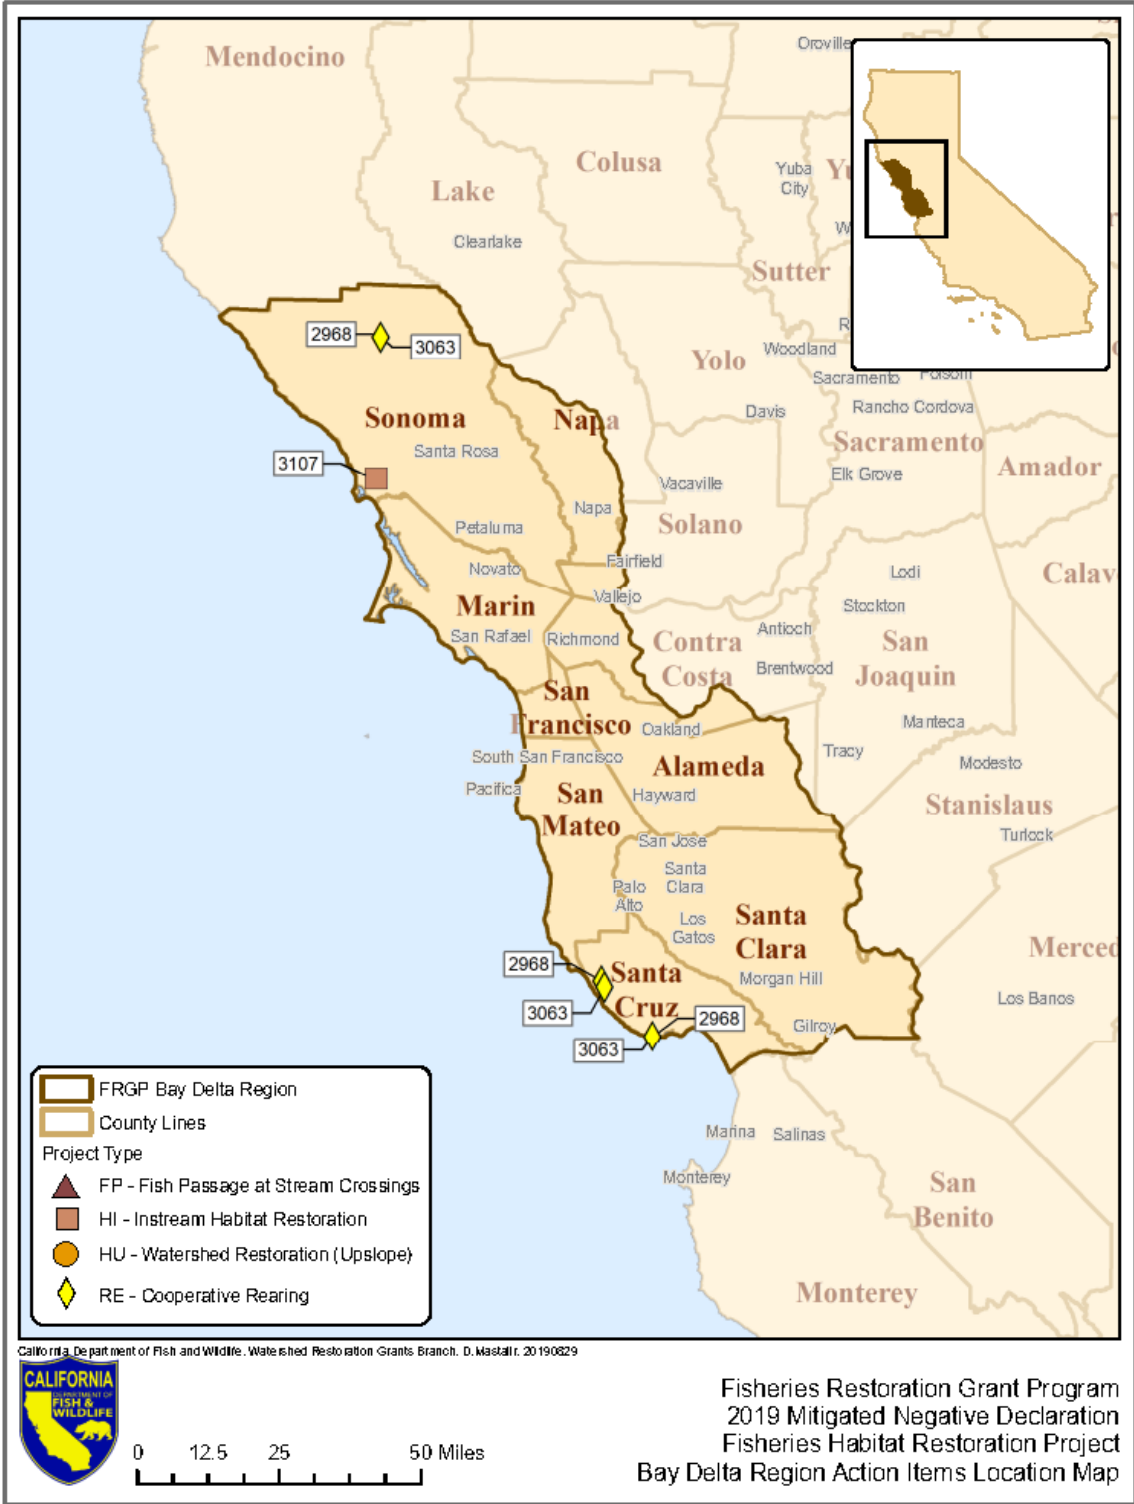 Mendocino
Oroville
Colusa
Lake
Yuba
City
Clearlake
Sutter
Yolo
Woodland
Sacramento
Folsom
2968
3063
Sonoma
Napa
Davis
Rancho Cordova
Sacramento
Amador
Santa Rosa
3107
Elk Grove
Vacaville
Napa
Solano
Petaluma
Fairfield
Novato
Lodi
Calav
Vallejo
Marin
Stockton
San Rafael
Richmond
Contra
Costa
Antioch
Brentwood
San
Joaquin
San
Francisco
Oakland
Manteca
Tracy
South San Francisco
Alameda
Modesto
Pacifica
San
Mateo
Hayward
Stanislaus
Turlock
San Jose
Santa
Clara
Palo
Alto
Los
Gatos
Santa
Clara
Merced
2968
Santa
Cruz
Morgan Hill
Los Banos
3063
2968
Gilroy
3063
Marina
Salinas
Monterey
San
Benito
Monterey
FRGP Bay Delta Region
County Lines
Project Type
FP - Fish Passage at Stream Crossings
HI - Instream Habitat Restoration
HU - Watershed Restoration (Upslope)
RE - Cooperative Rearing
California Department of Fish and Wildlife. Watershed Restoration Grants Branch. D.Mastalir. 20190829
CALIFORNIA
DEPARTMENT OF
FISH &
WILDLIFE
0 12.5 25 50 Miles
Fisheries Restoration Grant Program
2019 Mitigated Negative Declaration
Fisheries Habitat Restoration Project
Bay Delta Region Action Items Location Map